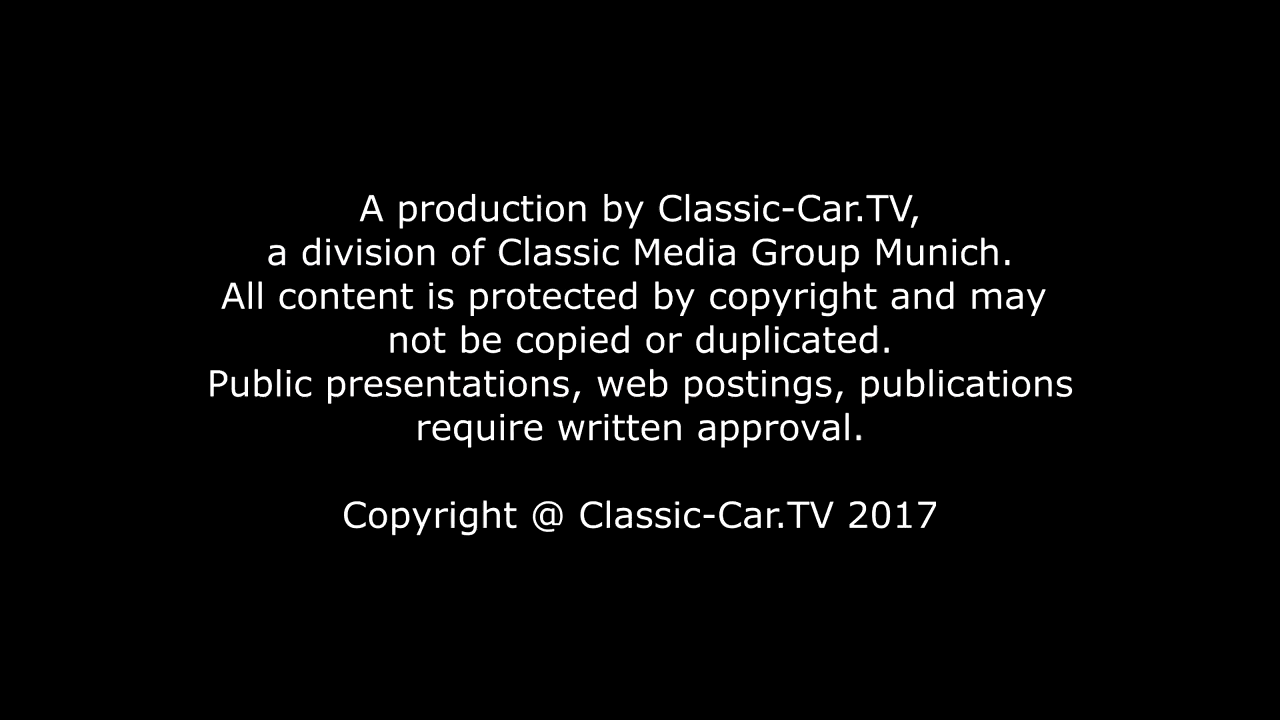 A production by Classic-Car.TV,
a division of Classic Media Group Munich.
All content is protected by copyright and may
not be copied or duplicated.
Public presentations, web postings, publications
require written approval.
Copyright @ Classic-Car.TV 2017